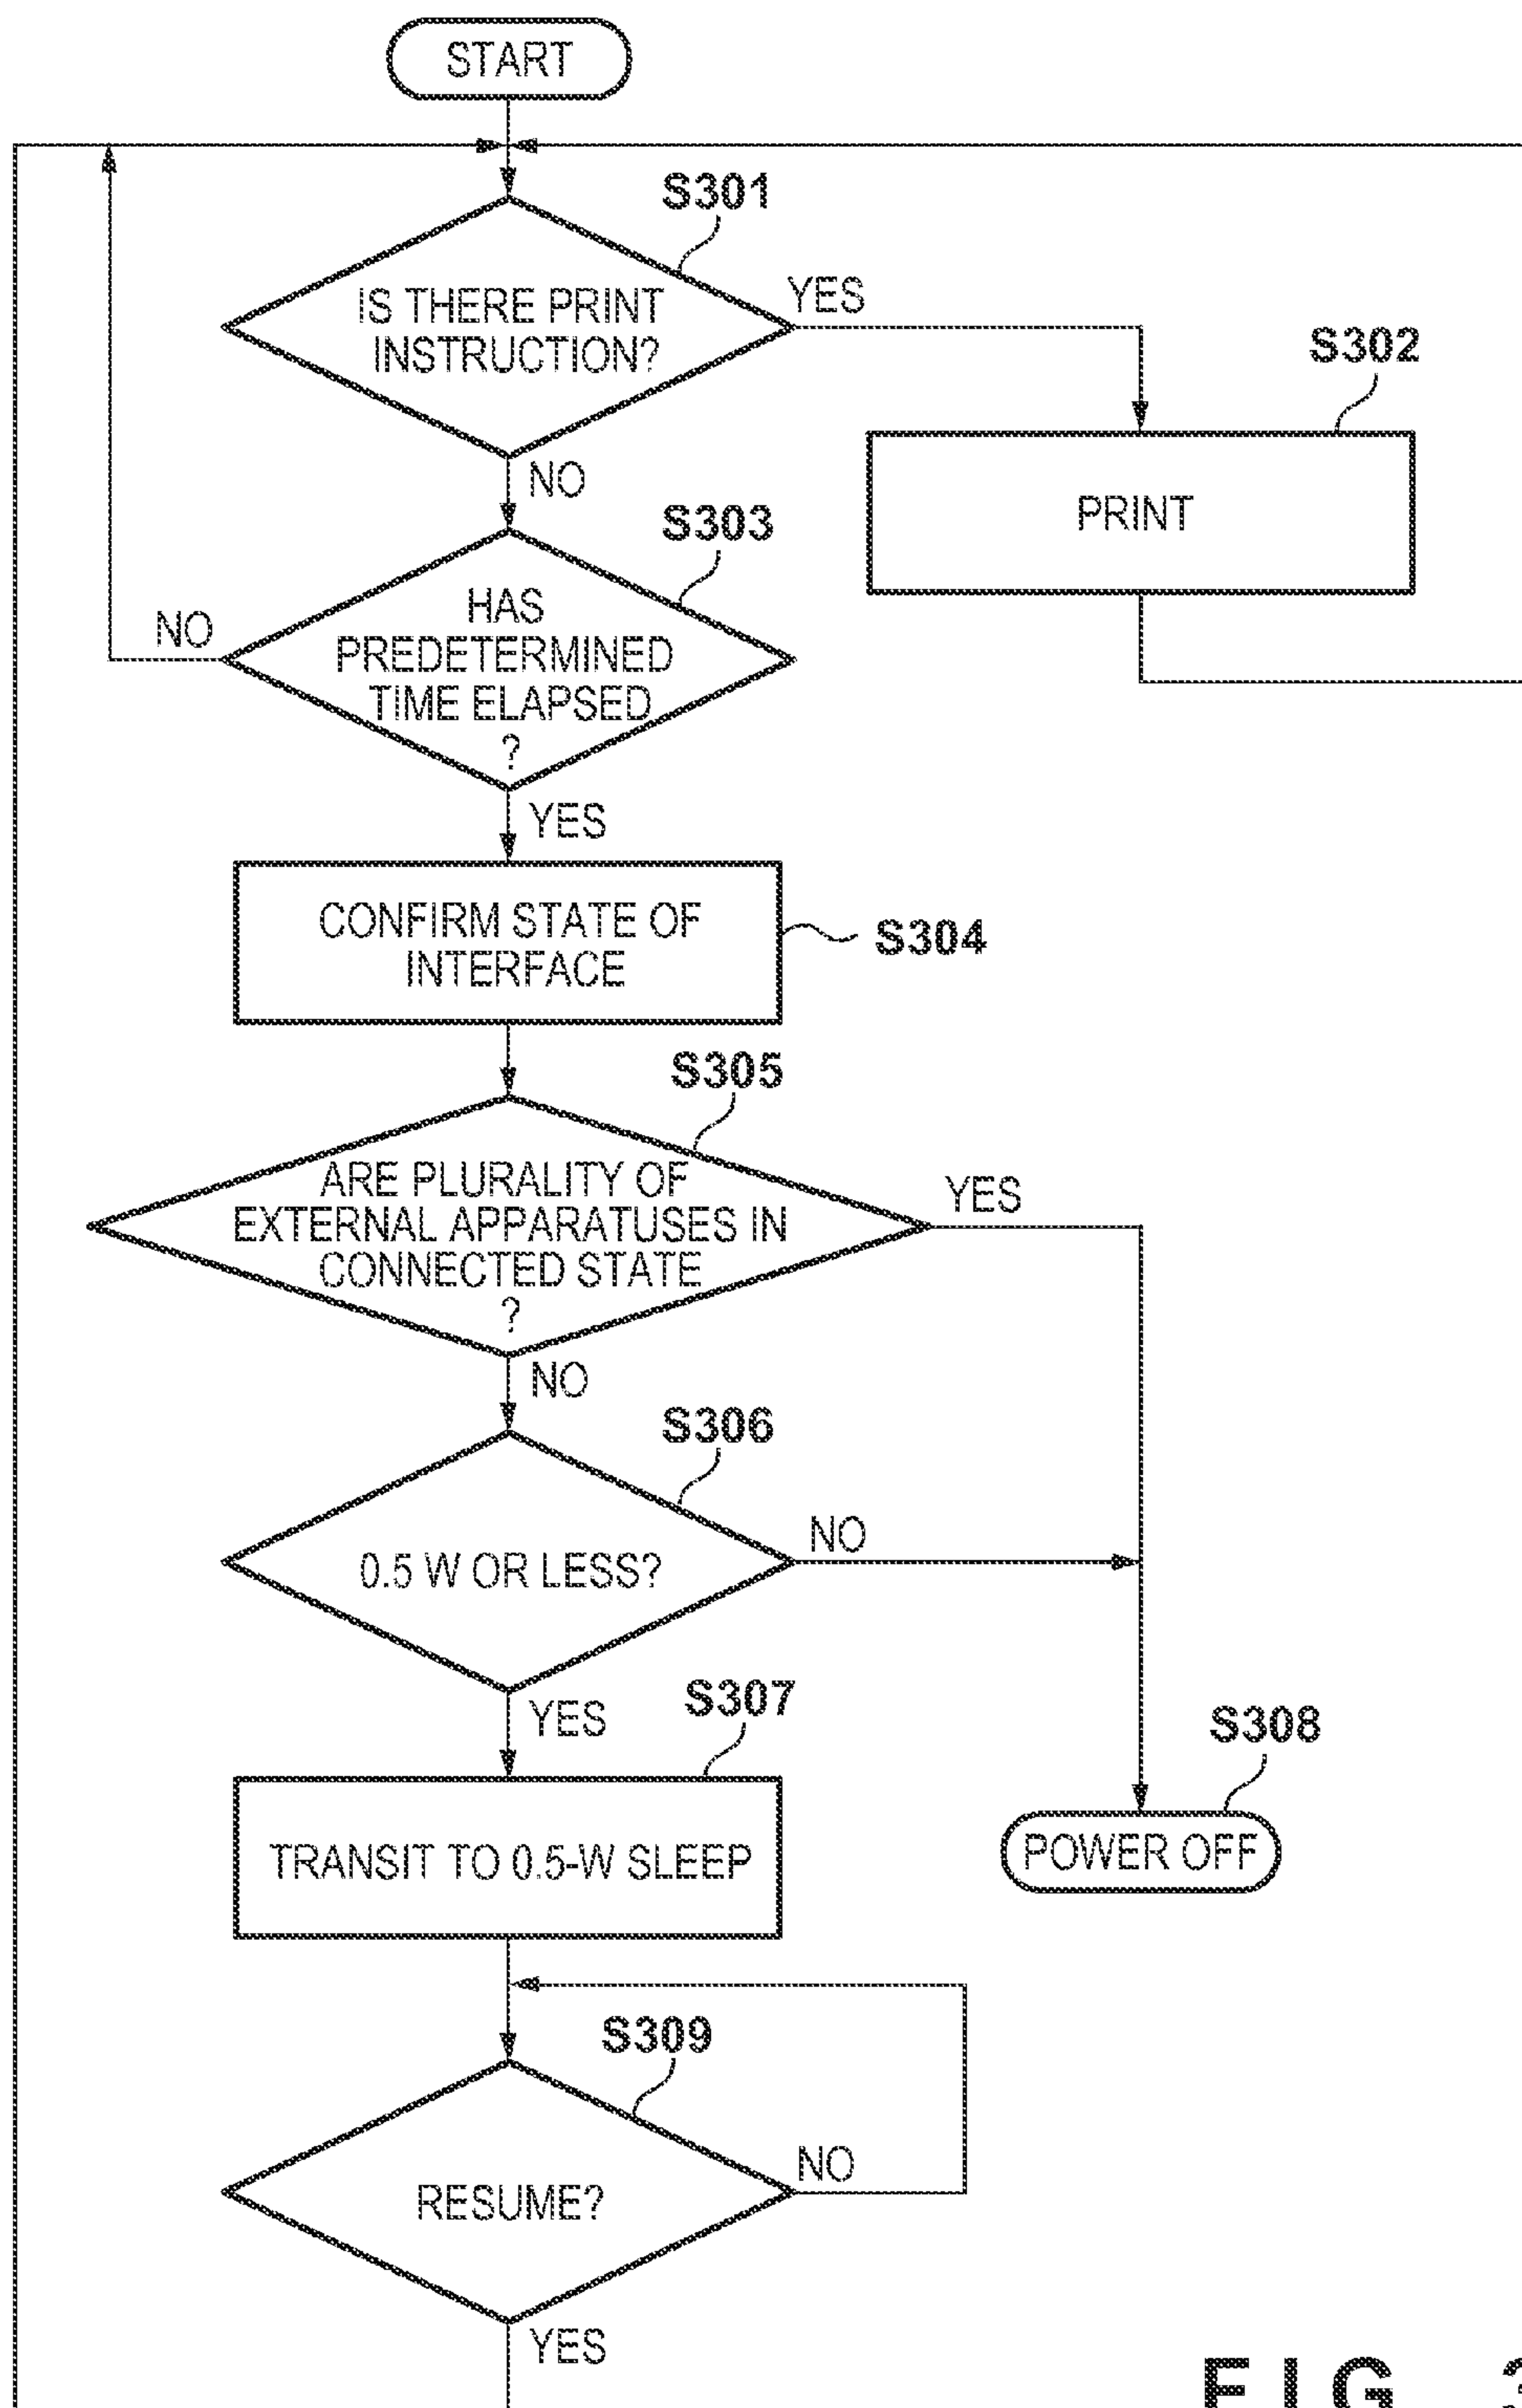 START
S301
IS THERE PRINT
INSTRUCTION?
YES
NO
S302
PRINT
S303
HAS
PREDETERMINED
TIME ELAPSED
?
NO
YES
CONFIRM STATE OF
INTERFACE
S304
S305
ARE PLURALITY OF
EXTERNAL APPARATUSES IN
CONNECTED STATE
?
YES
NO
S306
0.5 W OR LESS?
NO
YES
S307
TRANSIT TO 0.5-W SLEEP
S308
POWER OFF
S309
RESUME?
NO
YES
FIG. 3